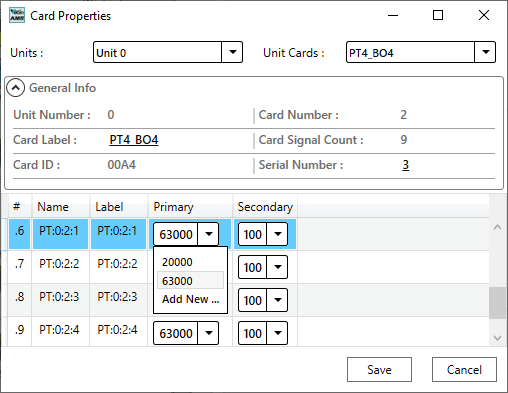 AMR Card Properties
Units : Unit 0 Unit Cards : PT4_BO4
General Info
Unit Number : 0 Card Number : 2
Card Label : PT4_BO4 Card Signal Count : 9
Card ID : 00A4 Serial Number : 3
# Name Label Primary Secondary
.6 PT:0:2:1 PT:0:2:1 63000 100
.7 PT:0:2:2 PT:0:2:2 20000 100
63000
.8 PT:0:2:3 PT:0:2:3 Add New ... 100
.9 PT:0:2:4 PT:0:2:4 63000 100
Save Cancel